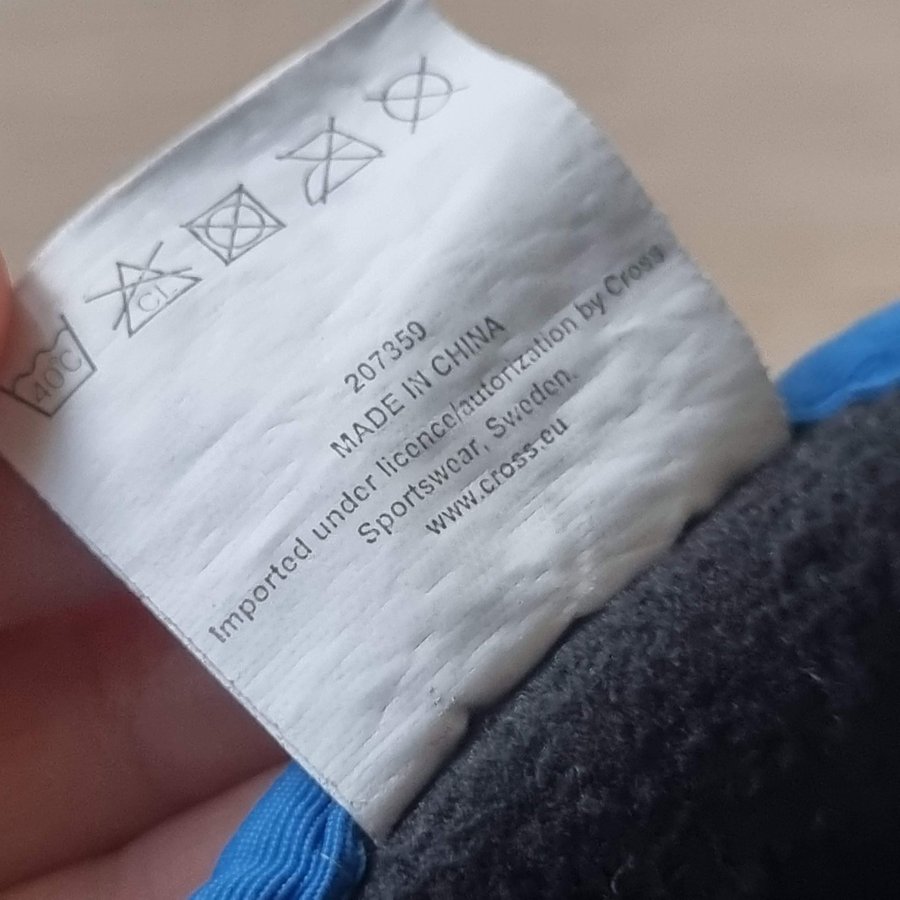 40°C
CL
207359
MADE IN CHINA
Imported under licence/autorization by Cross
Sportswear, Sweden.
www.cross.eu